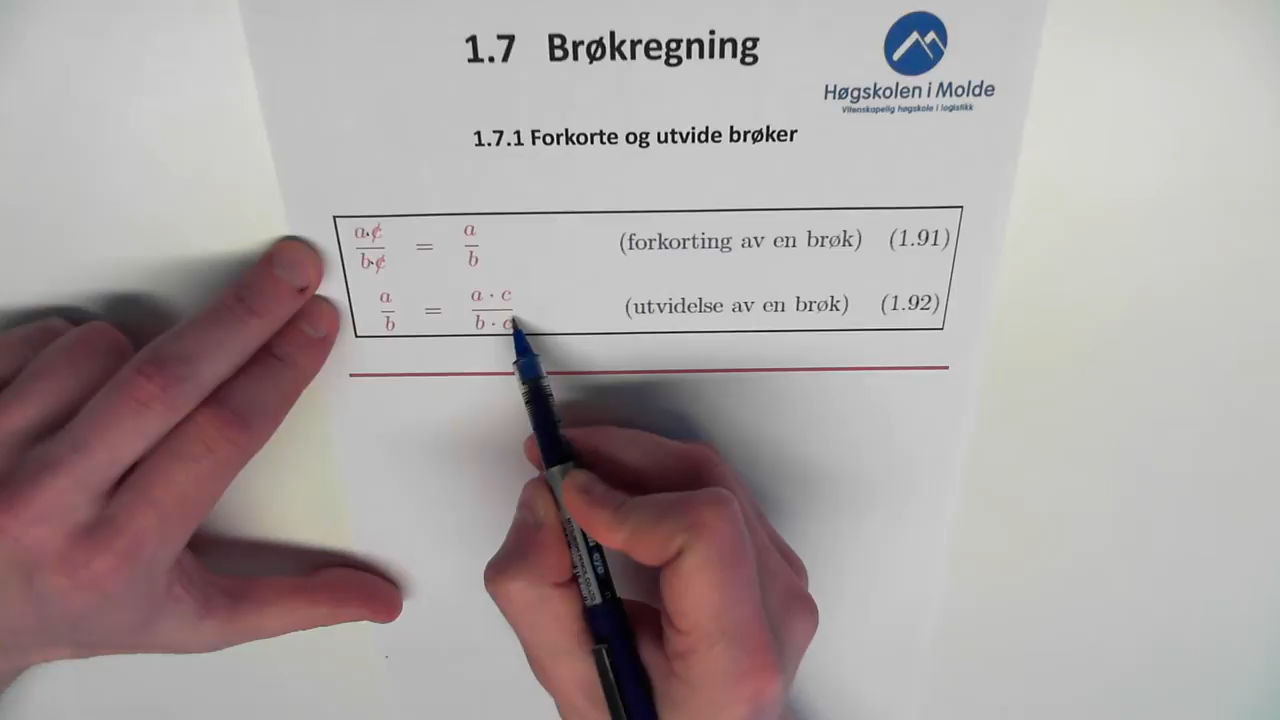 1.7 Brøkregning
Høgskolen i Molde
Vitenskapelig høgskole i logistikk
1.7.1 Forkorte og utvide brøker
a·c/b·c = a/b (forkorting av en brøk) (1.91)
a/b = a · c/b · c (utvidelse av en brøk) (1.92)
eye